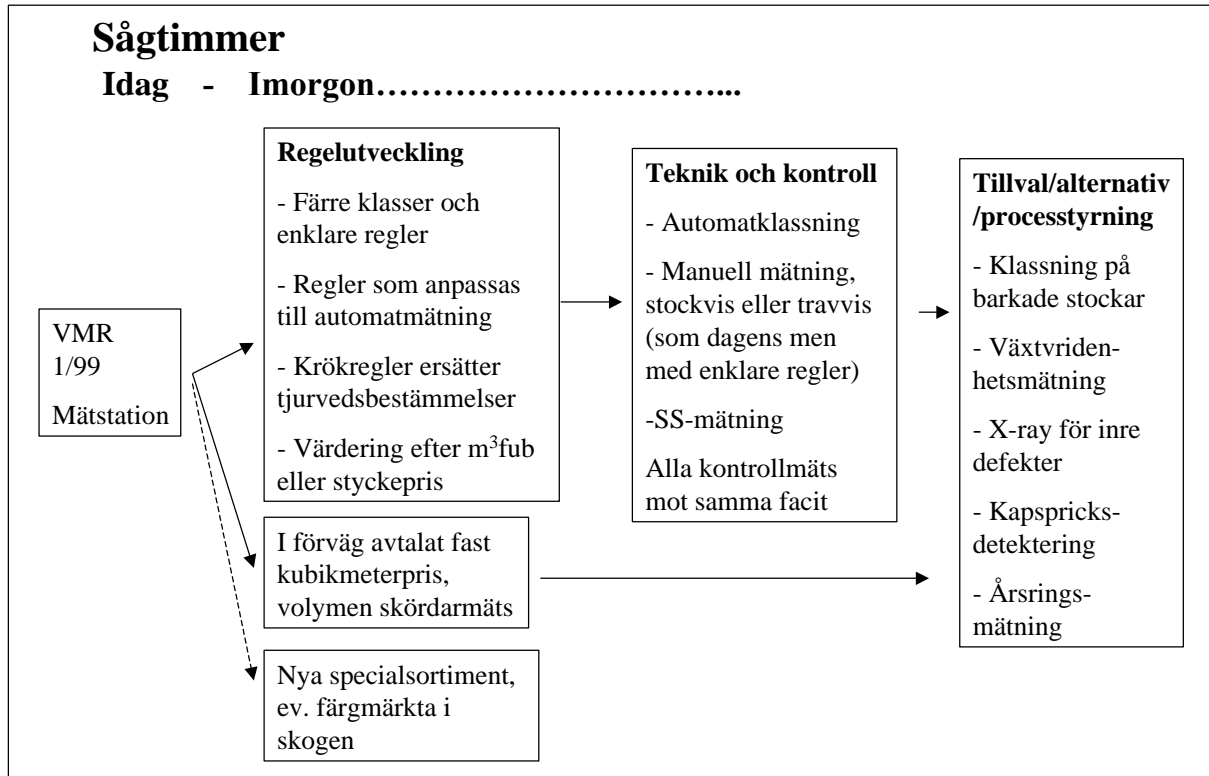 Sågtimmer
Idag - Imorgon…………………………...
VMR
1/99
Mätstation
Regelutveckling
- Färre klasser och
enklare regler
- Regler som anpassas
till automatmätning
- Krökregler ersätter
tjurvedsbestämmelser
- Värdering efter m³fub
eller styckepris
I förväg avtalat fast
kubikmeterpris,
volymen skördarmäts
Nya specialsortiment,
ev. färgmärkta i
skogen
Teknik och kontroll
- Automatklassning
- Manuell mätning,
stockvis eller travvis
(som dagens men
med enklare regler)
-SS-mätning
Alla kontrollmäts
mot samma facit
Tillval/alternativ
/processtyrning
- Klassning på
barkade stockar
- Växtvriden-
hetsmätning
- X-ray för inre
defekter
- Kapspricks-
detektering
- Årsrings-
mätning